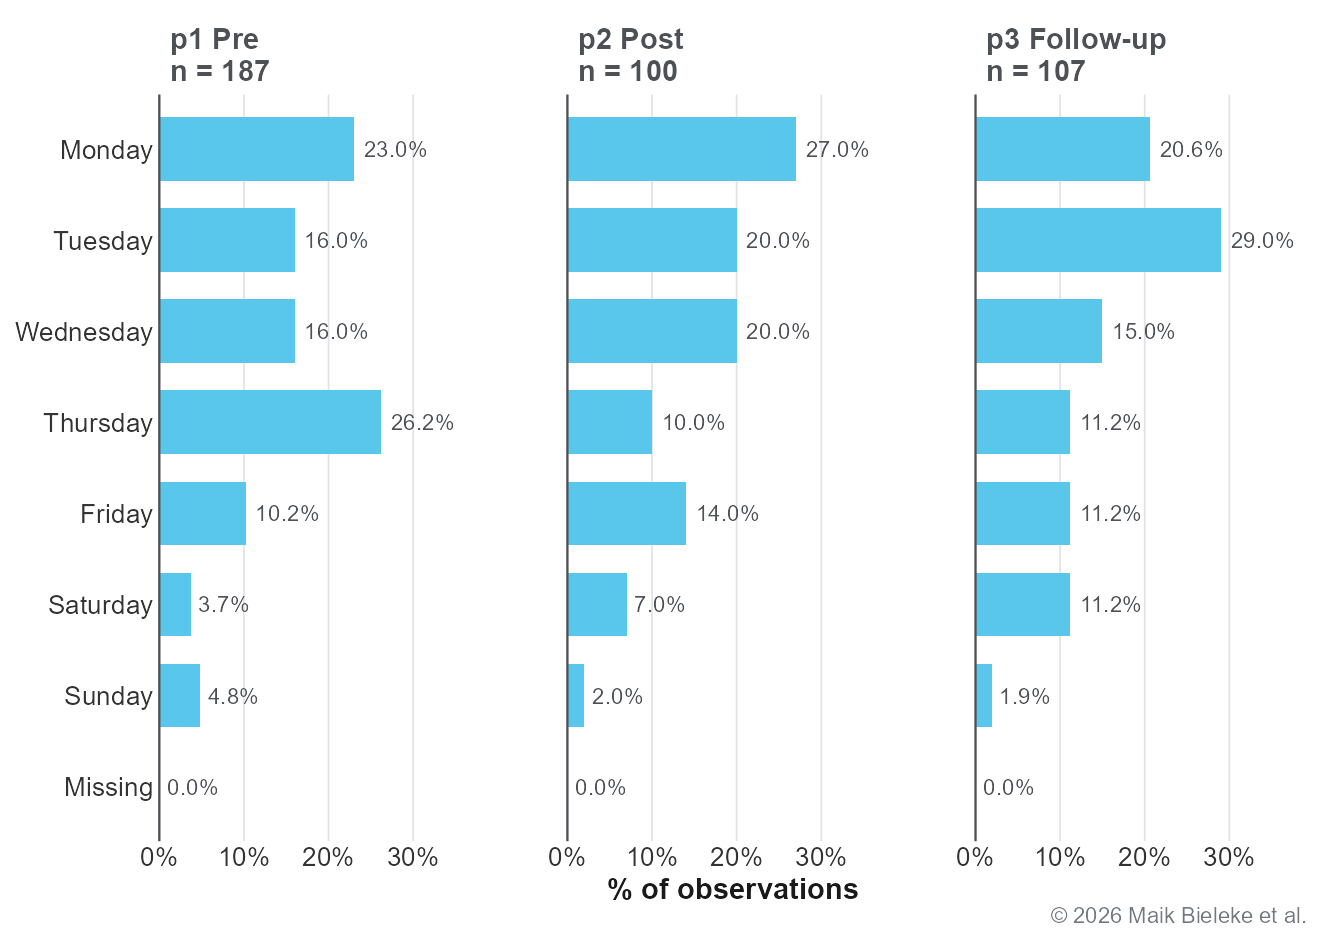 p1 Pre
n = 187
p2 Post
n = 100
p3 Follow-up
n = 107
Monday 23.0% 27.0% 20.6%
Tuesday 16.0% 20.0% 29.0%
Wednesday 16.0% 20.0% 15.0%
Thursday 26.2% 10.0% 11.2%
Friday 10.2% 14.0% 11.2%
Saturday 3.7% 7.0% 11.2%
Sunday 4.8% 2.0% 1.9%
Missing 0.0% 0.0% 0.0%
0% 10% 20% 30% 0% 10% 20% 30% 0% 10% 20% 30%
% of observations
© 2026 Maik Bieleke et al.